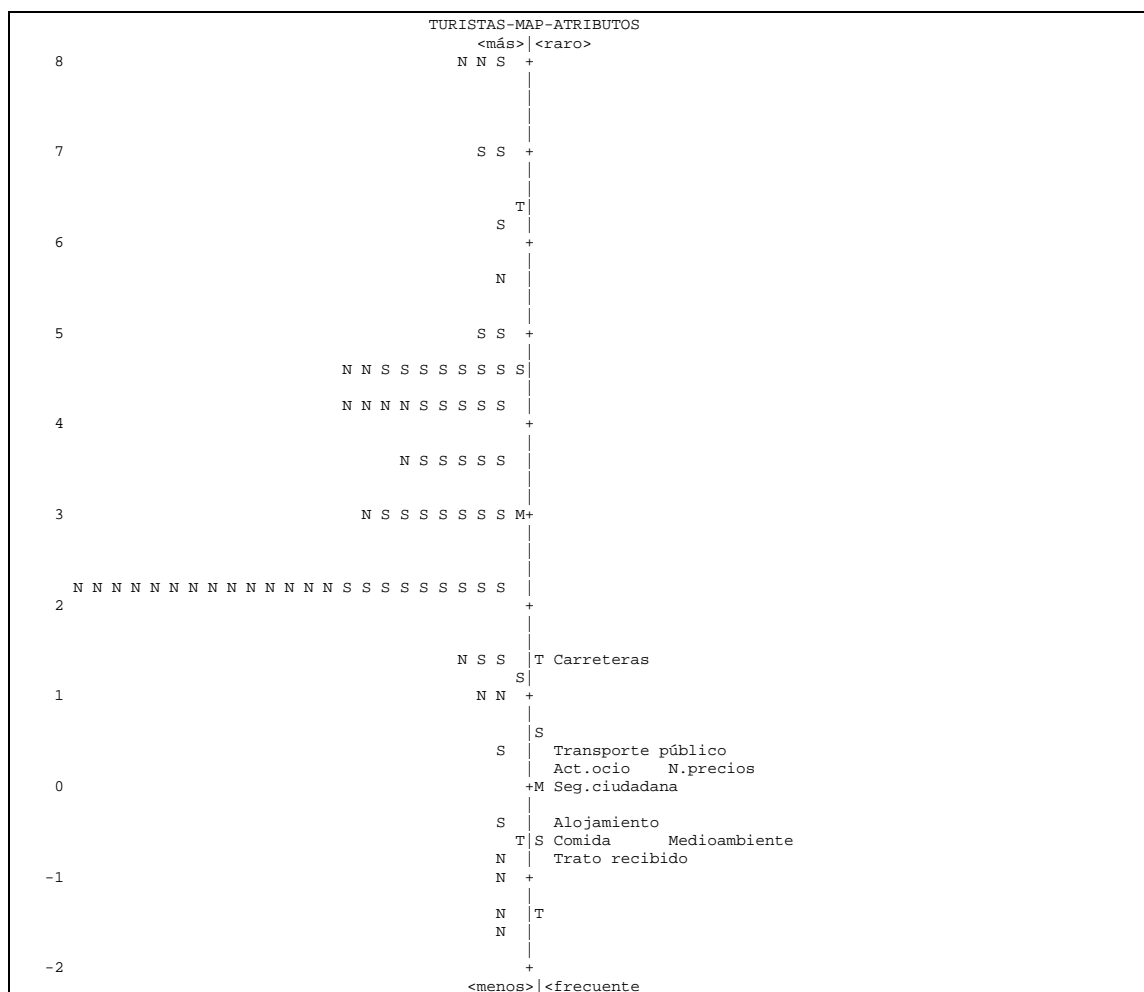 TURISTAS-MAP-ATRIBUTOS
<más>|<raro>
8 N N S +
7 S S +
T|
S |
6 +
N |
5 S S +
N N S S S S S S S S|
N N N N S S S S S |
4 +
N S S S S S |
3 N S S S S S S S M+
N N N N N N N N N N N N N N S S S S S S S S S |
2 +
N S S |T Carreteras
S|
1 N N +
|S
S | Transporte público
| Act.ocio N.precios
0 +M Seg.ciudadana
S | Alojamiento
T|S Comida Medioambiente
N | Trato recibido
-1 N +
N |T
N |
-2 +
<menos>|<frecuente